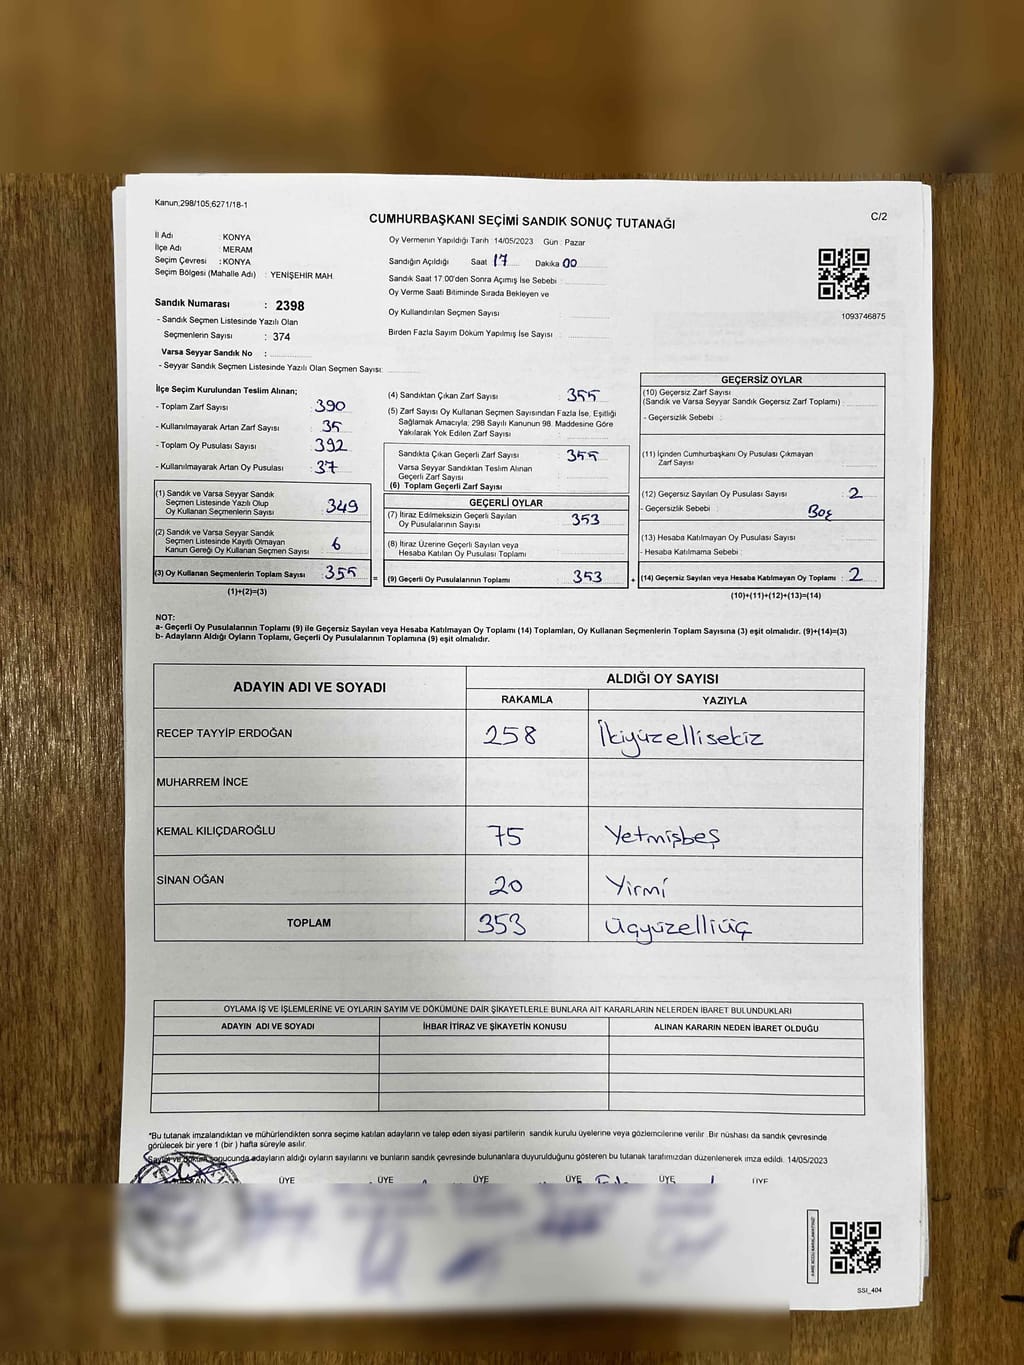 Kanun,298/105,6271/18-1
CUMHURBAŞKANI SEÇİMİ SANDIK SONUÇ TUTANAĞI
C/2
İl Adı : KONYA
İlçe Adı : MERAM
Seçim Çevresi : KONYA
Seçim Bölgesi (Mahalle Adı) : YENİŞEHİR MAH.
Oy Vermenin Yapıldığı Tarih :14/05/2023 Gün : Pazar
Sandığın Açıldığı Saat 17 Dakika 00
Sandık Saat 17:00'den Sonra Açımış İse Sebebi :
Oy Verme Saati Bitiminde Sırada Bekleyen ve
Oy Kullandırılan Seçmen Sayısı :
Birden Fazla Sayım Döküm Yapılmış İse Sayısı :
1093746875
Sandık Numarası : 2398
- Sandık Seçmen Listesinde Yazılı Olan
Seçmenlerin Sayısı : 374
Varsa Seyyar Sandık No :
- Seyyar Sandık Seçmen Listesinde Yazılı Olan Seçmen Sayısı:
İlçe Seçim Kurulundan Teslim Alınan;
- Toplam Zarf Sayısı : 390
- Kullanılmayarak Artan Zarf Sayısı : 35
- Toplam Oy Pusulası Sayısı : 392
- Kullanılmayarak Artan Oy Pusulası : 37
(1) Sandık ve Varsa Seyyar Sandık
Seçmen Listesinde Yazılı Olup
Oy Kullanan Seçmenlerin Sayısı : 349
(2) Sandık ve Varsa Seyyar Sandık
Seçmen Listesinde Kayıtlı Olmayan
Kanun Gereği Oy Kullanan Seçmen Sayısı : 6
(3) Oy Kullanan Seçmenlerin Toplam Sayısı : 355 =
(1)+(2)=(3)
(4) Sandıktan Çıkan Zarf Sayısı : 355
(5) Zarf Sayısı Oy Kullanan Seçmen Sayısından Fazla İse, Eşitliği
Sağlamak Amacıyla; 298 Sayılı Kanunun 98. Maddesine Göre
Yakılarak Yok Edilen Zarf Sayısı :
Sandıkta Çıkan Geçerli Zarf Sayısı : 355
Varsa Seyyar Sandıktan Teslim Alınan
Geçerli Zarf Sayısı :
(6) Toplam Geçerli Zarf Sayısı
GEÇERLİ OYLAR
(7) İtiraz Edilmeksizin Geçerli Sayılan
Oy Pusulalarının Sayısı : 353
(8) İtiraz Üzerine Geçerli Sayılan veya
Hesaba Katılan Oy Pusulası Toplamı :
(9) Geçerli Oy Pusulalarının Toplamı : 353 +
GEÇERSİZ OYLAR
(10) Geçersiz Zarf Sayısı
(Sandık ve Varsa Seyyar Sandık Geçersiz Zarf Toplamı) :
- Geçersizlik Sebebi :
(11) İçinden Cumhurbaşkanı Oy Pusulası Çıkmayan
Zarf Sayısı :
(12) Geçersiz Sayılan Oy Pusulası Sayısı : 2
- Geçersizlik Sebebi : Boş
(13) Hesaba Katılmayan Oy Pusulası Sayısı :
- Hesaba Katılmama Sebebi :
(14) Geçersiz Sayılan veya Hesaba Katılmayan Oy Toplamı : 2
(10)+(11)+(12)+(13)=(14)
NOT:
a- Geçerli Oy Pusulalarının Toplamı (9) ile Geçersiz Sayılan veya Hesaba Katılmayan Oy Toplamı (14) Toplamları, Oy Kullanan Seçmenlerin Toplam Sayısına (3) eşit olmalıdır. (9)+(14)=(3)
b- Adayların Aldığı Oyların Toplamı, Geçerli Oy Pusulalarının Toplamına (9) eşit olmalıdır.
ADAYIN ADI VE SOYADI
ALDIĞI OY SAYISI
RAKAMLA YAZIYLA
RECEP TAYYİP ERDOĞAN 258 İkiyüzellisekiz
MUHARREM İNCE
KEMAL KILIÇDAROĞLU 75 Yetmişbeş
SİNAN OĞAN 20 Yirmi
TOPLAM 353 Üçyüzelliüç
OYLAMA İŞ VE İŞLEMLERİNE VE OYLARIN SAYIM VE DÖKÜMÜNE DAİR ŞİKAYETLERLE BUNLARA AİT KARARLARIN NELERDEN İBARET BULUNDUKLARI
ADAYIN ADI VE SOYADI İHBAR İTİRAZ VE ŞİKAYETİN KONUSU ALINAN KARARIN NEDEN İBARET OLDUĞU
*Bu tutanak imzalandıktan ve mühürlendikten sonra seçime katılan adayların ve talep eden siyasi partilerin sandık kurulu üyelerine veya gözlemcilerine verilir. Bir nüshası da sandık çevresinde
görülecek bir yere 1 (bir ) hafta süreyle asılır.
Sayım ve döküm sonucunda adayların aldığı oyların sayılarını ve bunların sandık çevresinde bulunanlara duyurulduğunu gösteren bu tutanak tarafımızdan düzenlenerek imza edildi. 14/05/2023
ÜYE ÜYE ÜYE ÜYE ÜYE ÜYE
SSI_404